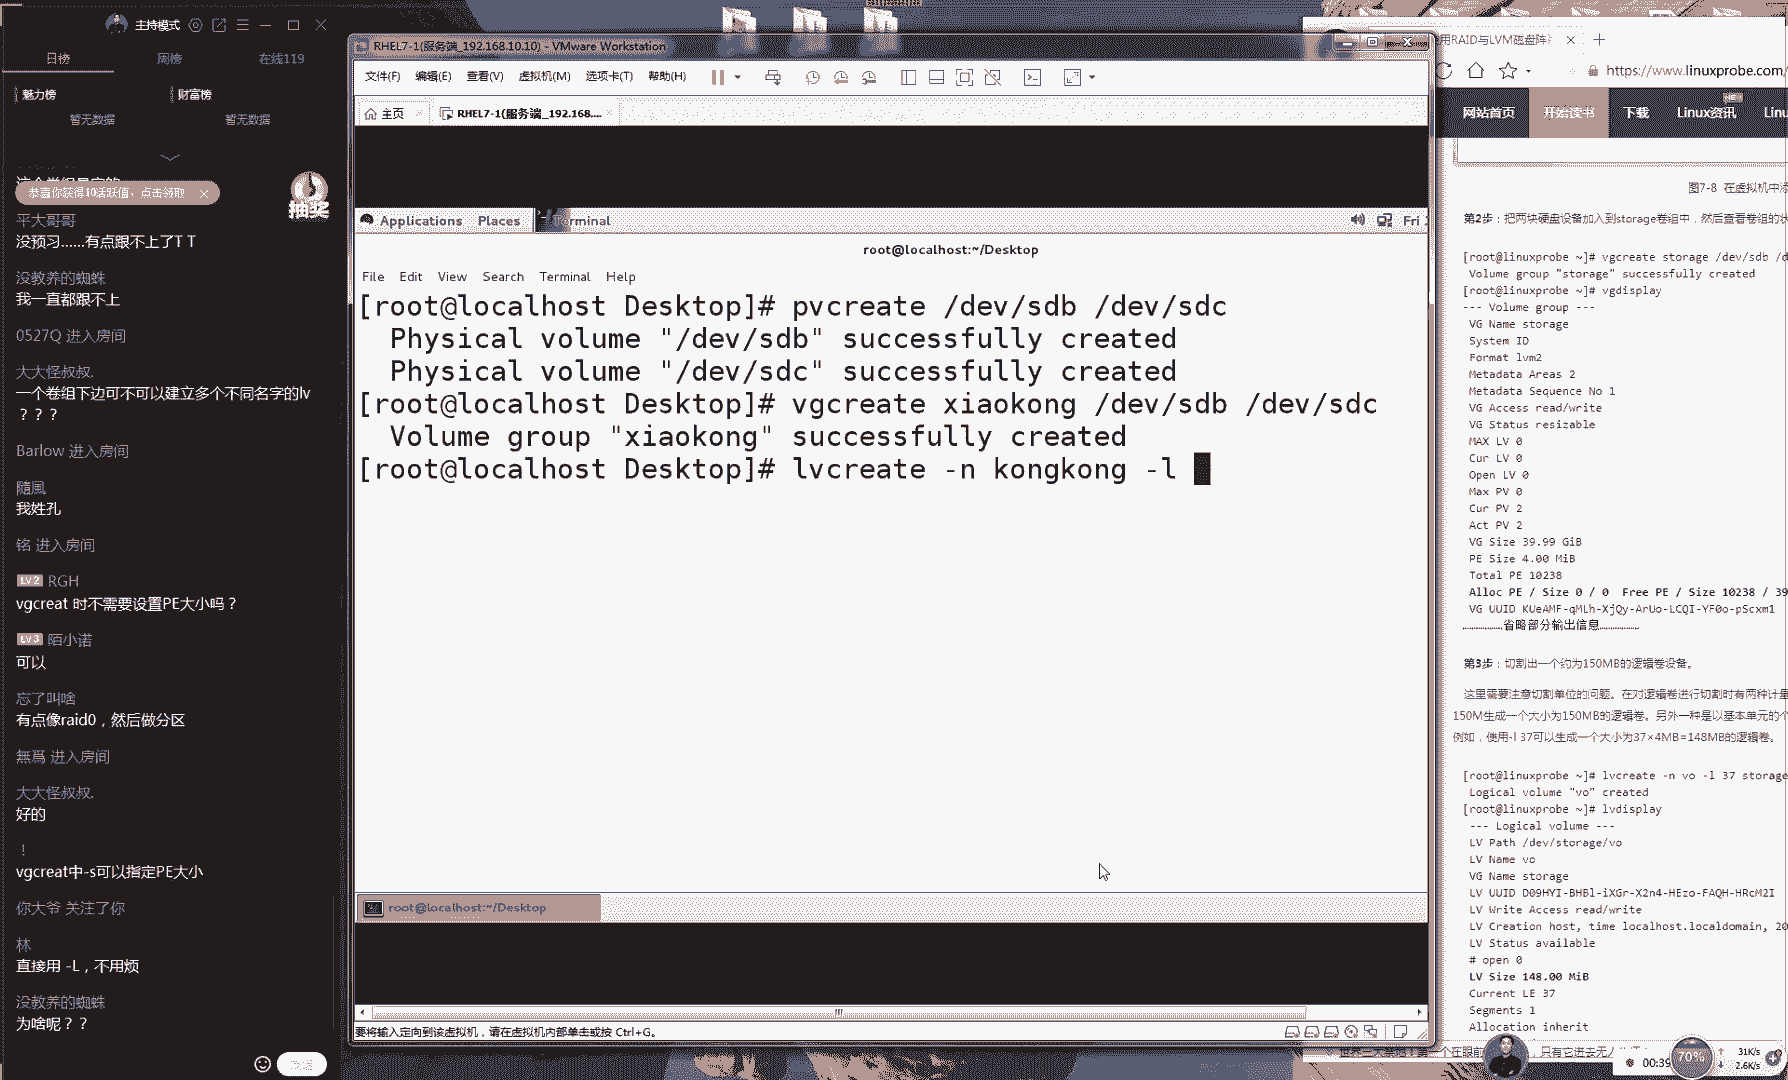 主持模式
日榜 周榜 在线119
魅力榜 财富榜
暂无数据 暂无数据
恭喜你获得10活跃值，点击领取
抽奖
平大哥哥
没预习......有点跟不上了T T
没教养的蜘蛛
我一直都跟不上
0527Q 进入房间
大大怪叔叔.
一个卷组下边可不可以建立多个不同名字的lv
？？？
Barlow 进入房间
隨風
我姓孔
铭 进入房间
LV2 RGH
vgcreat 时不需要设置PE大小吗？
LV3 陌小诺
可以
忘了叫啥
有点像raid0，然后做分区
無爲 进入房间
大大怪叔叔.
好的
！
vgcreat中-s可以指定PE大小
你大爷 关注了你
林
直接用 -L，不用烦
没教养的蜘蛛
为啥呢？？
RHEL7-1(服务端_192.168.10.10) - VMware Workstation
文件(F) 编辑(E) 查看(V) 虚拟机(M) 选项卡(T) 帮助(H)
主页 RHEL7-1(服务端_192.168....
Applications Places Terminal Fri
root@localhost:~/Desktop
File Edit View Search Terminal Help
[root@localhost Desktop]# pvcreate /dev/sdb /dev/sdc
Physical volume "/dev/sdb" successfully created
Physical volume "/dev/sdc" successfully created
[root@localhost Desktop]# vgcreate xiaokong /dev/sdb /dev/sdc
Volume group "xiaokong" successfully created
[root@localhost Desktop]# lvcreate -n kongkong -l
root@localhost:~/Desktop
要将输入定向到该虚拟机，请在虚拟机内部单击或按 Ctrl+G。
用RAID与LVM磁盘阵
https://www.linuxprobe.com/
网站首页 开始读书 下载 Linux资讯 Linu
图7-8 在虚拟机中添
第2步：把两块硬盘设备加入到storage卷组中，然后查看卷组的状
[root@linuxprobe ~]# vgcreate storage /dev/sdb /d
Volume group "storage" successfully created
[root@linuxprobe ~]# vgdisplay
--- Volume group ---
VG Name storage
System ID
Format lvm2
Metadata Areas 2
Metadata Sequence No 1
VG Access read/write
VG Status resizable
MAX LV 0
Cur LV 0
Open LV 0
Max PV 0
Cur PV 2
Act PV 2
VG Size 39.99 GiB
PE Size 4.00 MiB
Total PE 10238
Alloc PE / Size 0 / 0 Free PE / Size 10238 / 39
VG UUID KUeAMF-qMLh-XjQy-ArUo-LCQI-YF0o-pScxm1
………………省略部分输出信息………………
第3步：切割出一个约为150MB的逻辑卷设备。
这里需要注意切割单位的问题。在对逻辑卷进行切割时有两种计量
150M生成一个大小为150MB的逻辑卷。另外一种是以基本单元的个
例如，使用-l 37可以生成一个大小为37×4MB=148MB的逻辑卷。
[root@linuxprobe ~]# lvcreate -n vo -l 37 storage
Logical volume "vo" created
[root@linuxprobe ~]# lvdisplay
--- Logical volume ---
LV Path /dev/storage/vo
LV Name vo
VG Name storage
LV UUID D09HYI-BHBl-iXGr-X2n4-HEzo-FAQH-HRcM2I
LV Write Access read/write
LV Creation host, time localhost.localdomain, 20
LV Status available
# open 0
LV Size 148.00 MiB
Current LE 37
Segments 1
Allocation inherit
00:39
70%
31K/s
2.6K/s